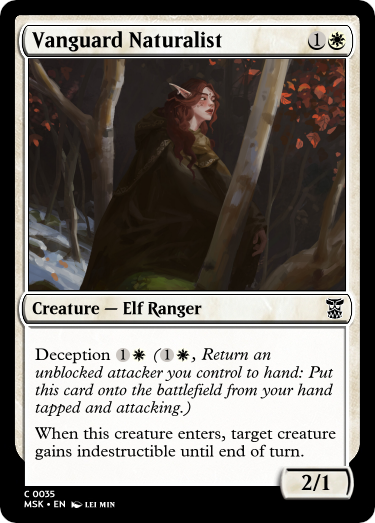 Vanguard Naturalist 1
Creature — Elf Ranger
Deception 1 (1, Return an
unblocked attacker you control to hand: Put
this card onto the battlefield from your hand
tapped and attacking.)
When this creature enters, target creature
gains indestructible until end of turn.
2/1
C 0035
MSK • EN LEI MIN